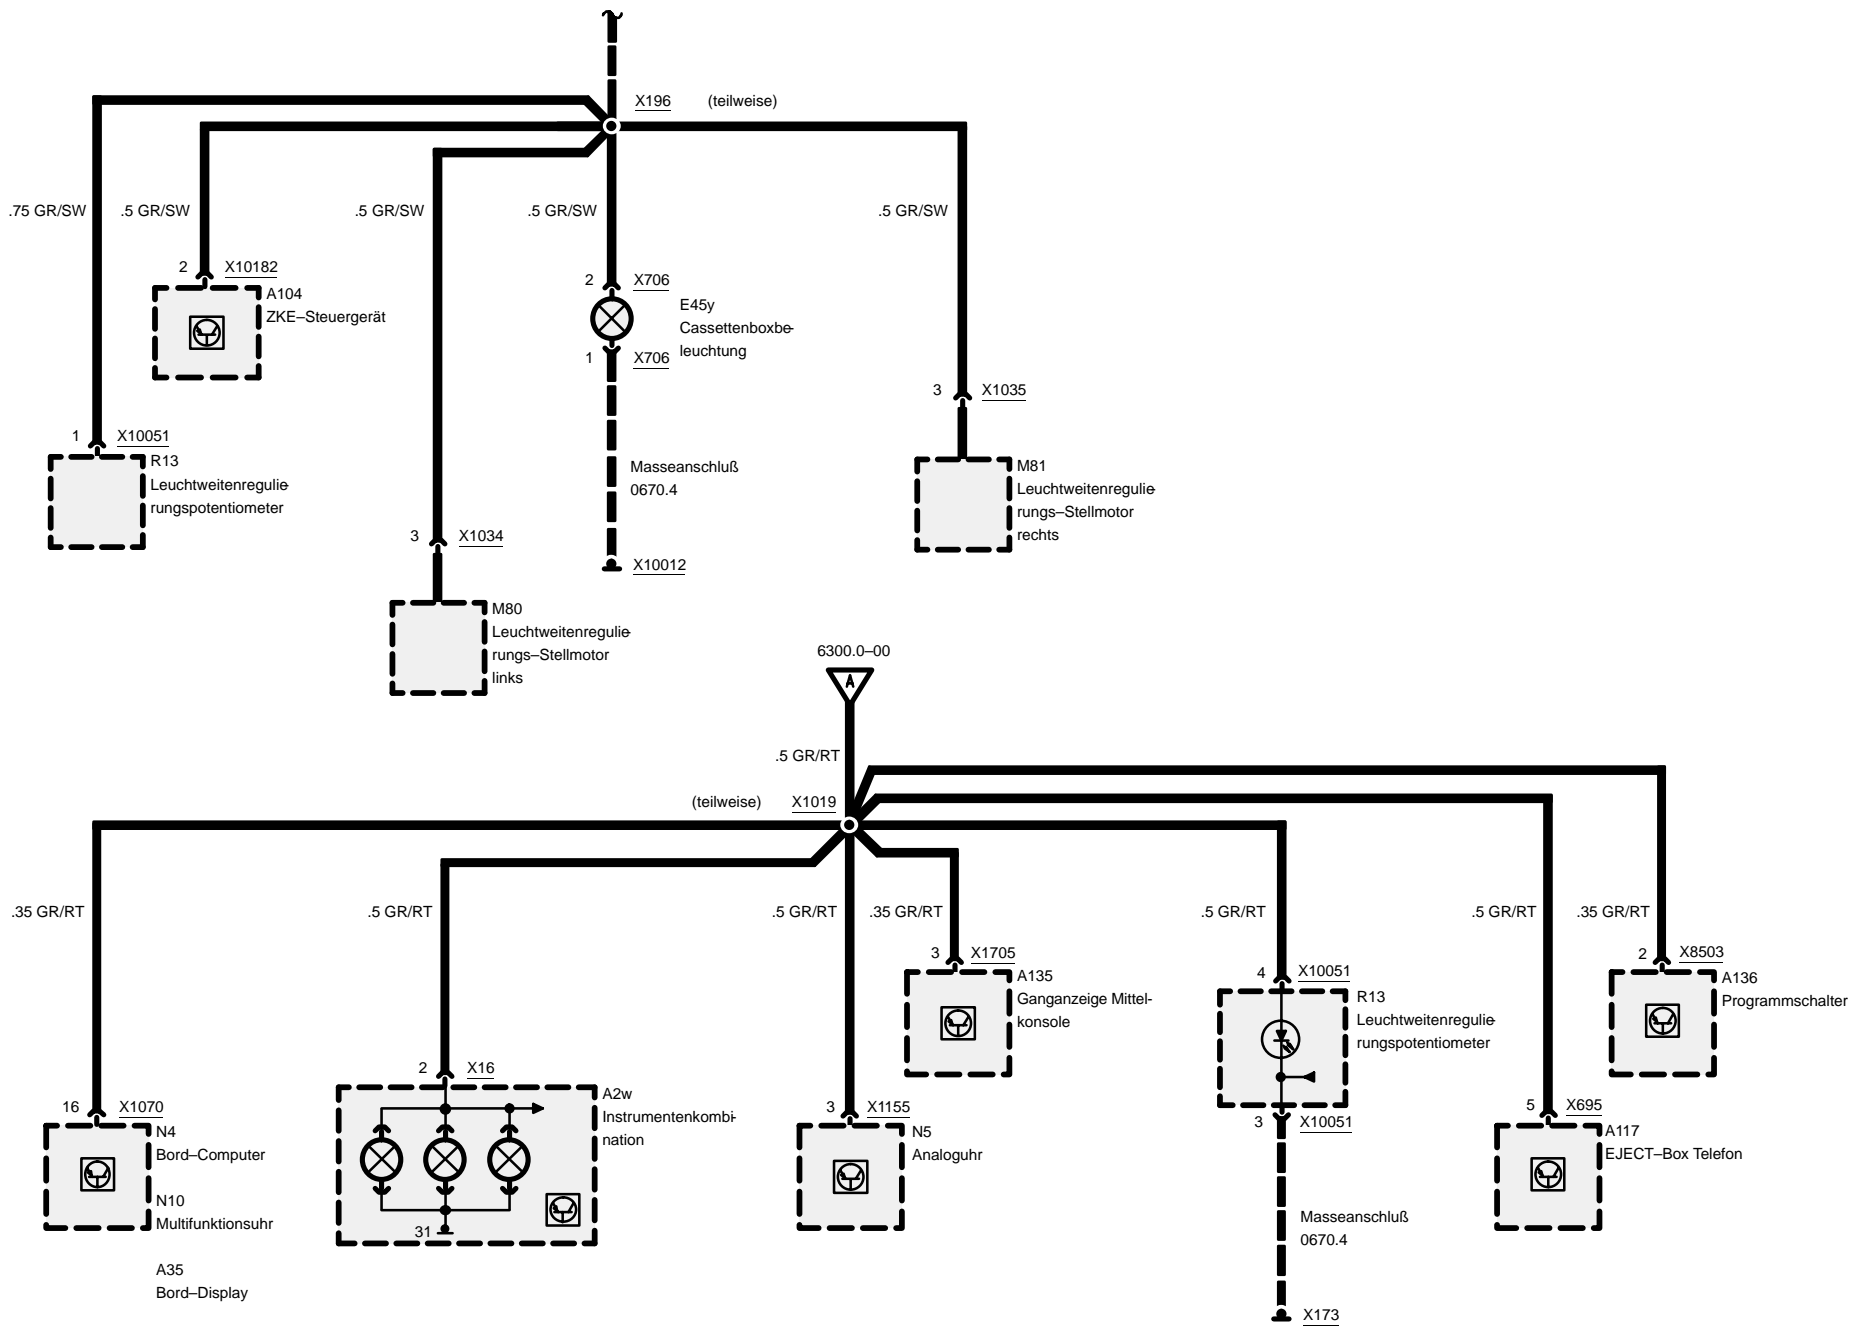 X196 (teilweise)
.75 GR/SW .5 GR/SW .5 GR/SW .5 GR/SW .5 GR/SW
2 X10182
A104
ZKE–Steuergerät
2 X706
E45y
Cassettenboxbe-
leuchtung
1 X706
3 X1035
M81
Leuchtweitenregulie-
rungs–Stellmotor
rechts
1 X10051
R13
Leuchtweitenregulie-
rungspotentiometer
Masseanschluß
0670.4
X10012
3 X1034
M80
Leuchtweitenregulie-
rungs–Stellmotor
links
6300.0–00
A
.5 GR/RT
(teilweise) X1019
.35 GR/RT .5 GR/RT .5 GR/RT .35 GR/RT .5 GR/RT .5 GR/RT .35 GR/RT
3 X1705
A135
Ganganzeige Mittel-
konsole
4 X10051
R13
Leuchtweitenregulie-
rungspotentiometer
3 X10051
2 X8503
A136
Programmschalter
16 X1070
N4
Bord–Computer
N10
Multifunktionsuhr
A35
Bord–Display
2 X16
A2w
Instrumentenkombi-
nation
31
3 X1155
N5
Analoguhr
5 X695
A117
EJECT–Box Telefon
Masseanschluß
0670.4
X173